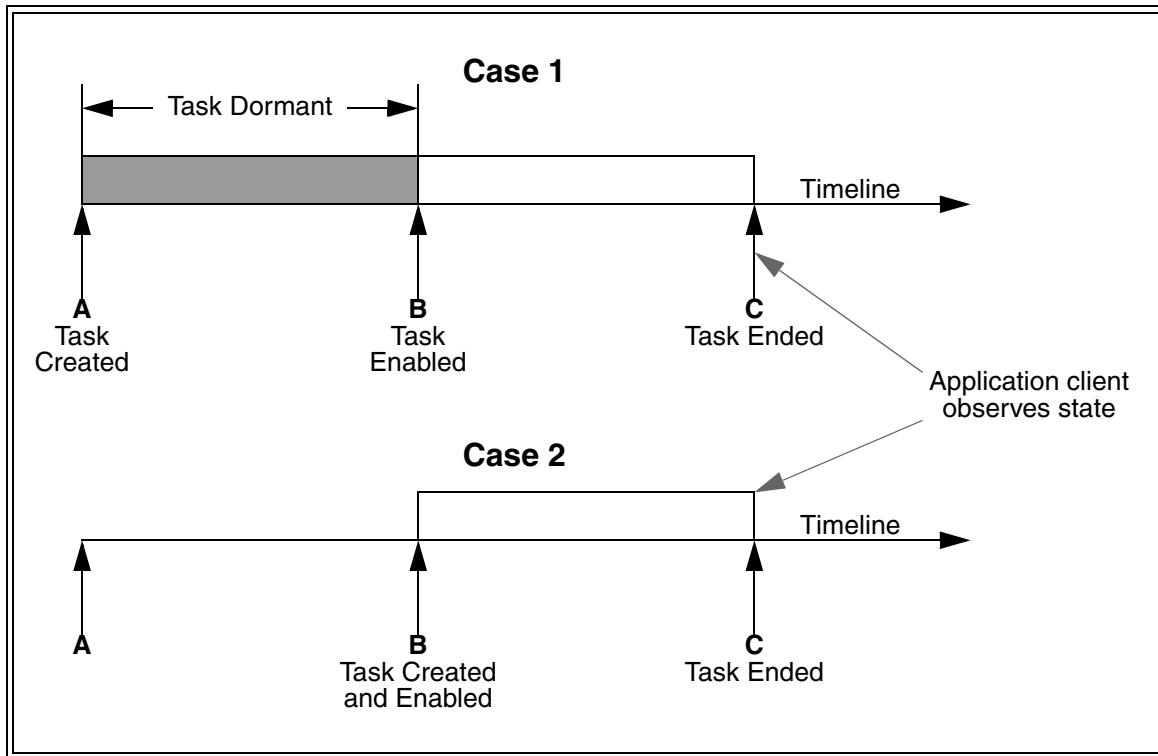 Case 1
Task Dormant
Timeline
A
Task
Created
B
Task
Enabled
C
Task Ended
Application client
observes state
Case 2
Timeline
A
B
Task Created
and Enabled
C
Task Ended